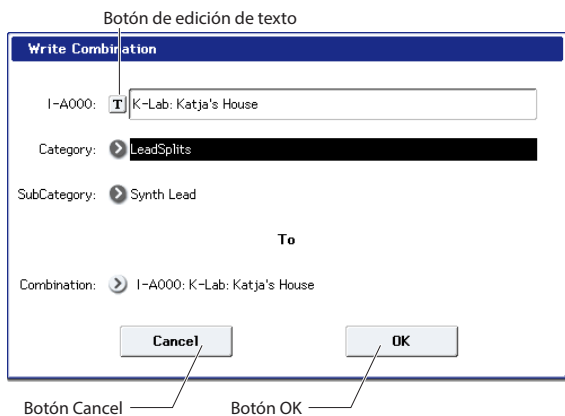 Botón de edición de texto
Write Combination
I-A000: T K-Lab: Katja's House
Category: LeadSplits
SubCategory: Synth Lead
To
Combination: I-A000: K-Lab: Katja's House
Cancel OK
Botón Cancel Botón OK